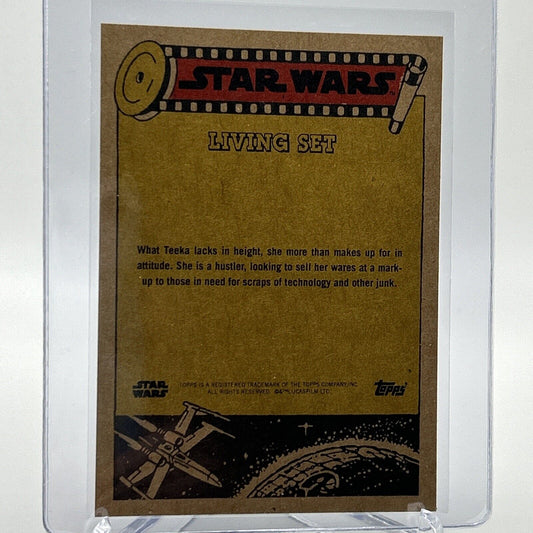 STAR WARS
LIVING SET
What Teeka lacks in height, she more than makes up for in
attitude. She is a hustler, looking to sell her wares at a mark-
up to those in need for scraps of technology and other junk.
STAR
WARS
TOPPS IS A REGISTERED TRADEMARK OF THE TOPPS COMPANY, INC.
ALL RIGHTS RESERVED. ©&™LUCASFILM LTD.
TOPPS